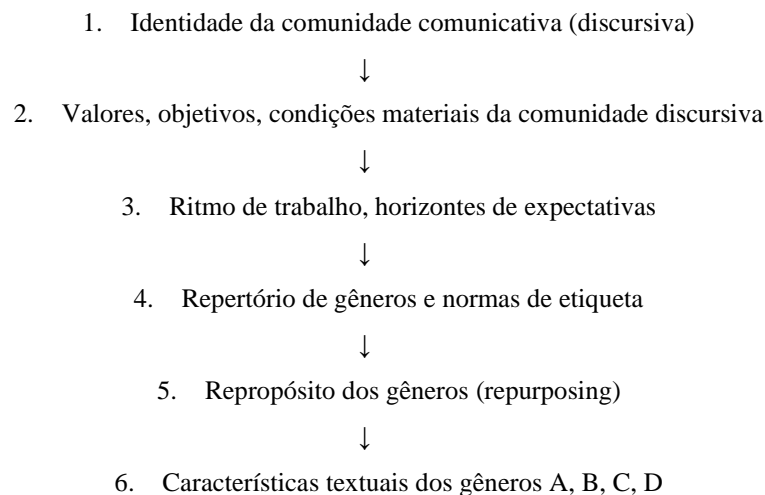 1. Identidade da comunidade comunicativa (discursiva)
↓
2. Valores, objetivos, condições materiais da comunidade discursiva
↓
3. Ritmo de trabalho, horizontes de expectativas
↓
4. Repertório de gêneros e normas de etiqueta
↓
5. Repropósito dos gêneros (repurposing)
↓
6. Características textuais dos gêneros A, B, C, D